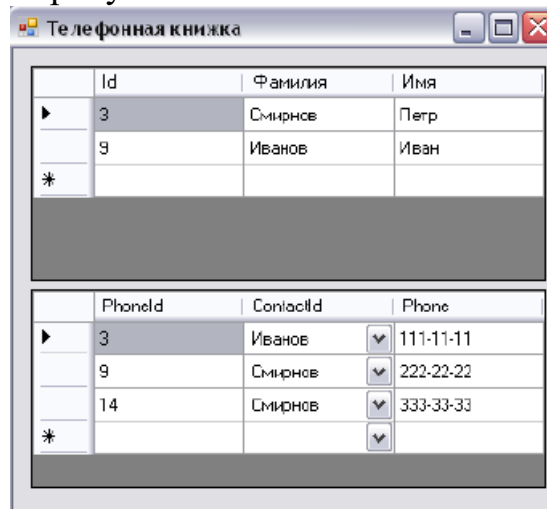 Телефонная книжка
Id Фамилия Имя
3 Смирнов Петр
9 Иванов Иван
PhoneId ContactId Phone
3 Иванов 111-11-11
9 Смирнов 222-22-22
14 Смирнов 333-33-33